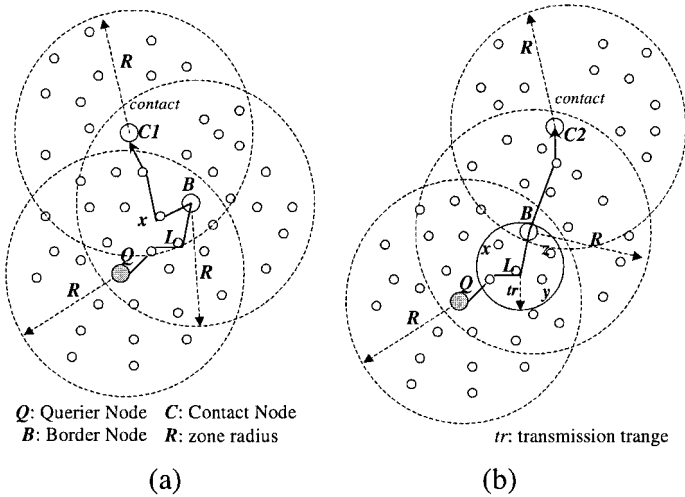 (a)
R
contact
C1
B
x
L
Q
R
R
Q: Querier Node C: Contact Node
B: Border Node R: zone radius
(a)
(b)
R
contact
C2
B
x
z
R
L
Q
tr
y
R
tr: transmission trange
(b)